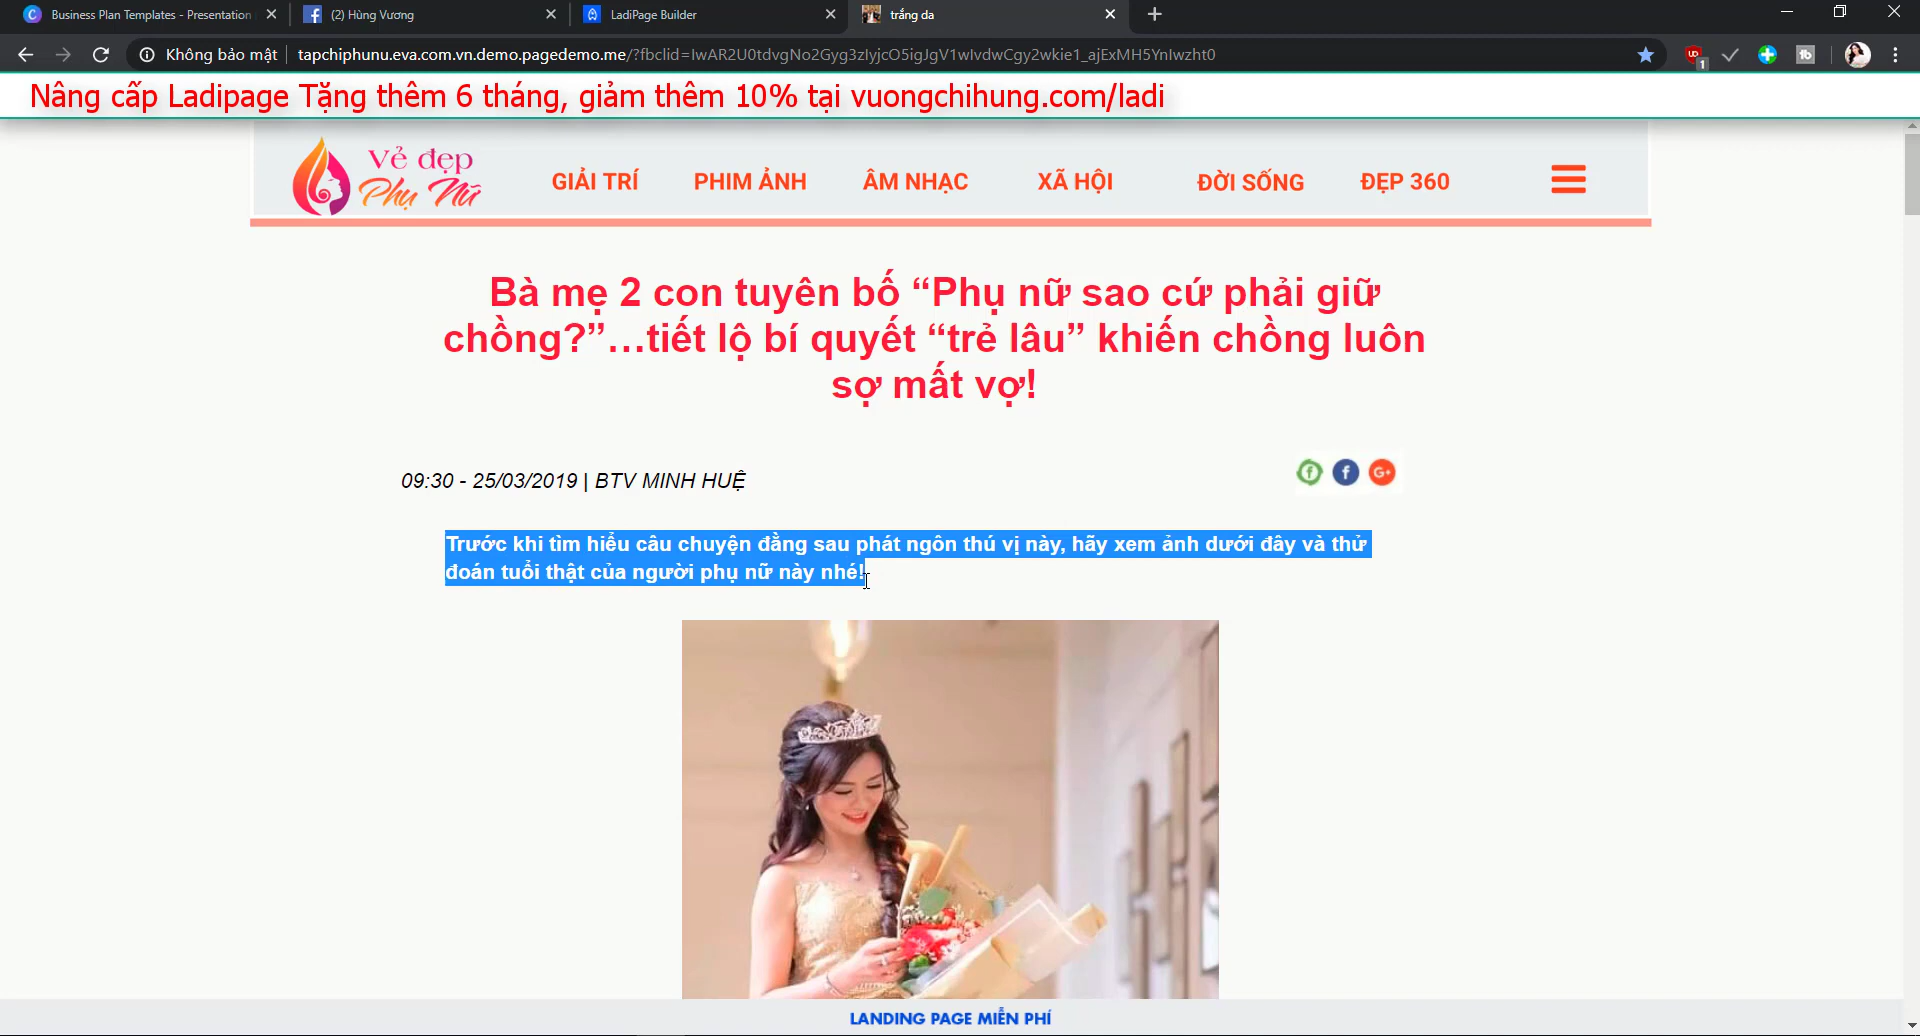 Business Plan Templates - Presentation
(2) Hùng Vương
LadiPage Builder
trắng da
Không bảo mật
tapchiphunu.eva.com.vn.demo.pagedemo.me/?fbclid=IwAR2U0tdvgNo2Gyg3zIyjcO5igJgV1wIvdwCgy2wkie1_ajExMH5YnIwzht0
Nâng cấp Ladipage Tặng thêm 6 tháng, giảm thêm 10% tại vuongchihung.com/ladi
Vẻ đẹp
Phụ Nữ
GIẢI TRÍ
PHIM ẢNH
ÂM NHẠC
XÃ HỘI
ĐỜI SỐNG
ĐẸP 360
Bà mẹ 2 con tuyên bố “Phụ nữ sao cứ phải giữ
chồng?”...tiết lộ bí quyết “trẻ lâu” khiến chồng luôn
sợ mất vợ!
09:30 - 25/03/2019 | BTV MINH HUỆ
Trước khi tìm hiểu câu chuyện đằng sau phát ngôn thú vị này, hãy xem ảnh dưới đây và thử
đoán tuổi thật của người phụ nữ này nhé!
LANDING PAGE MIỄN PHÍ